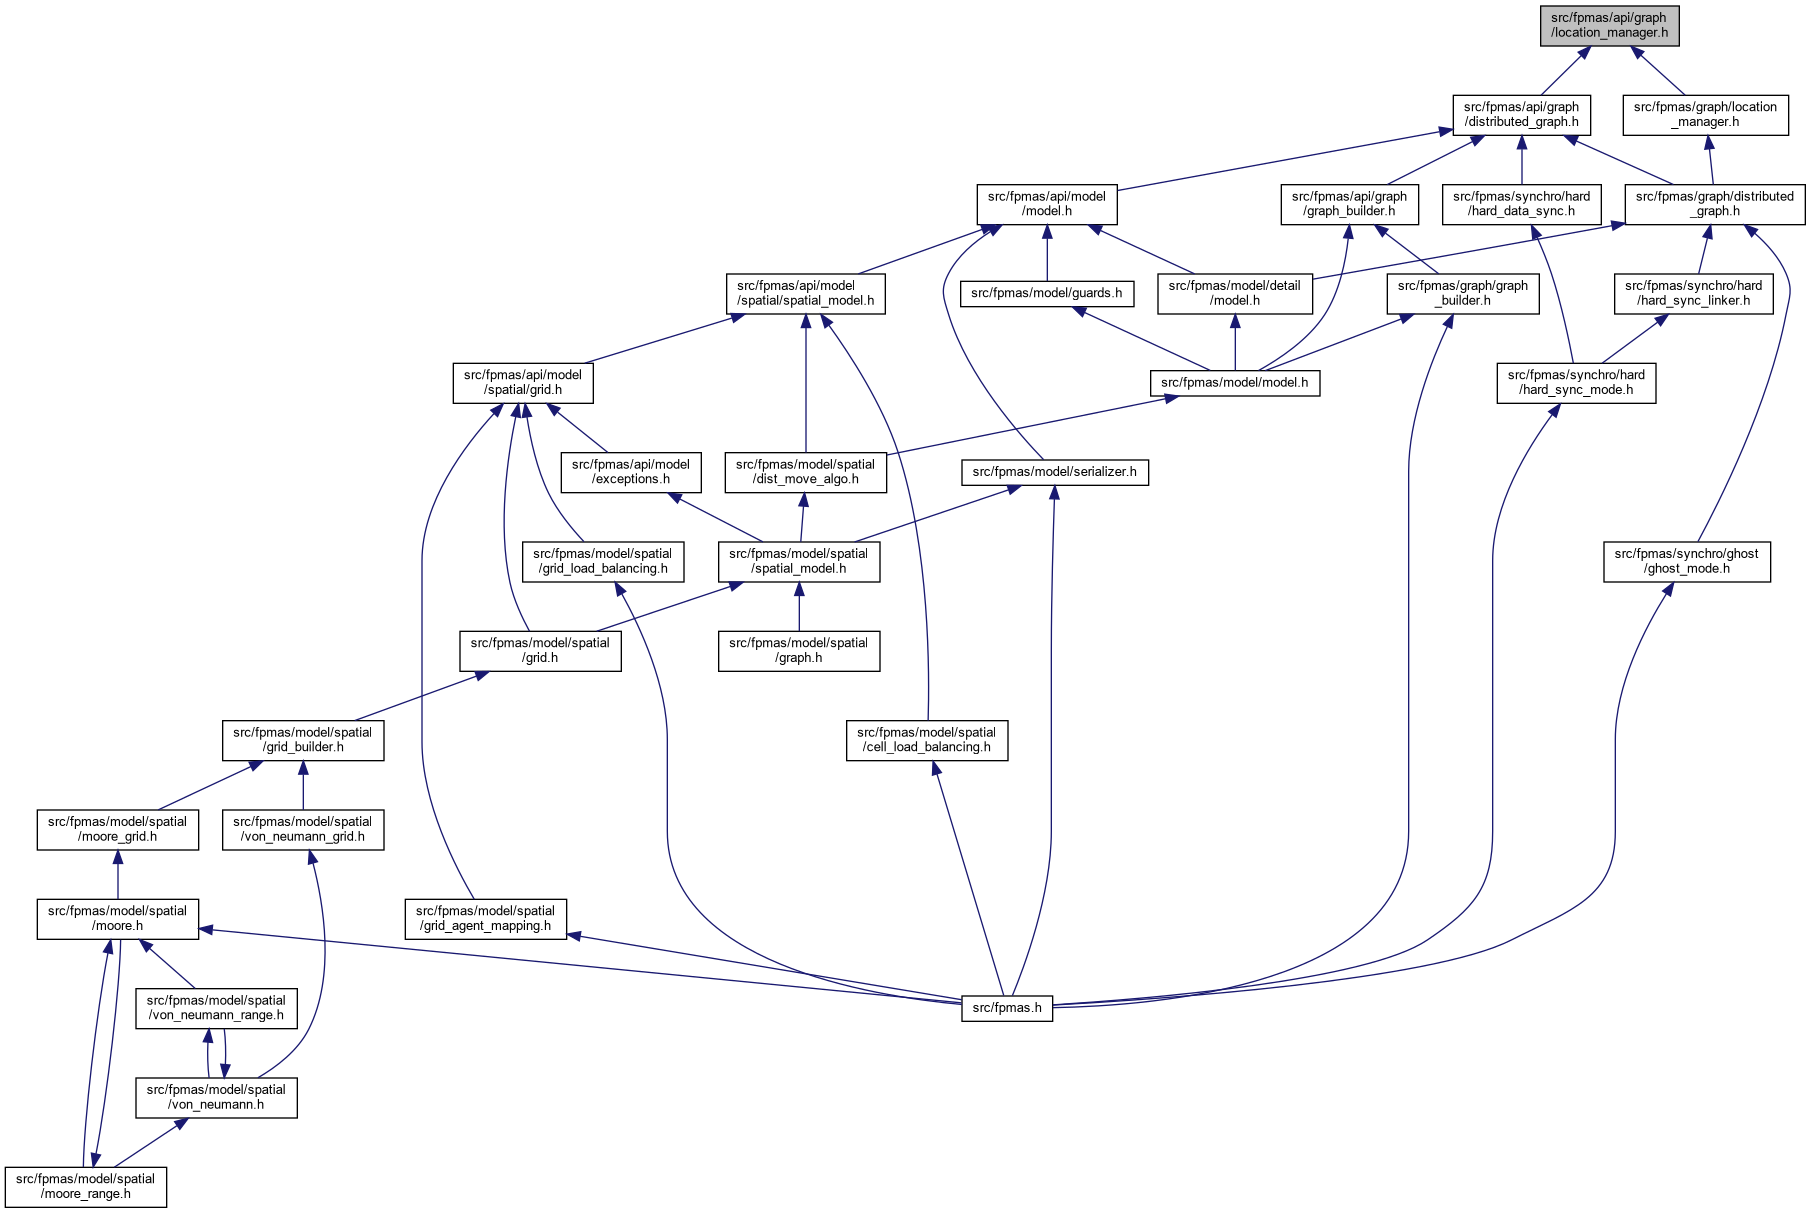 src/fpmas/api/graph
/location_manager.h
src/fpmas/api/graph
/distributed_graph.h
src/fpmas/graph/location
_manager.h
src/fpmas/api/model
/model.h
src/fpmas/api/graph
/graph_builder.h
src/fpmas/synchro/hard
/hard_data_sync.h
src/fpmas/graph/distributed
_graph.h
src/fpmas/api/model
/spatial/spatial_model.h
src/fpmas/model/guards.h
src/fpmas/model/detail
/model.h
src/fpmas/graph/graph
_builder.h
src/fpmas/synchro/hard
/hard_sync_linker.h
src/fpmas/api/model
/spatial/grid.h
src/fpmas/model/model.h
src/fpmas/synchro/hard
/hard_sync_mode.h
src/fpmas/api/model
/exceptions.h
src/fpmas/model/spatial
/dist_move_algo.h
src/fpmas/model/serializer.h
src/fpmas/model/spatial
/grid_load_balancing.h
src/fpmas/model/spatial
/spatial_model.h
src/fpmas/synchro/ghost
/ghost_mode.h
src/fpmas/model/spatial
/grid.h
src/fpmas/model/spatial
/graph.h
src/fpmas/model/spatial
/grid_builder.h
src/fpmas/model/spatial
/cell_load_balancing.h
src/fpmas/model/spatial
/moore_grid.h
src/fpmas/model/spatial
/von_neumann_grid.h
src/fpmas/model/spatial
/moore.h
src/fpmas/model/spatial
/grid_agent_mapping.h
src/fpmas/model/spatial
/von_neumann_range.h
src/fpmas.h
src/fpmas/model/spatial
/von_neumann.h
src/fpmas/model/spatial
/moore_range.h